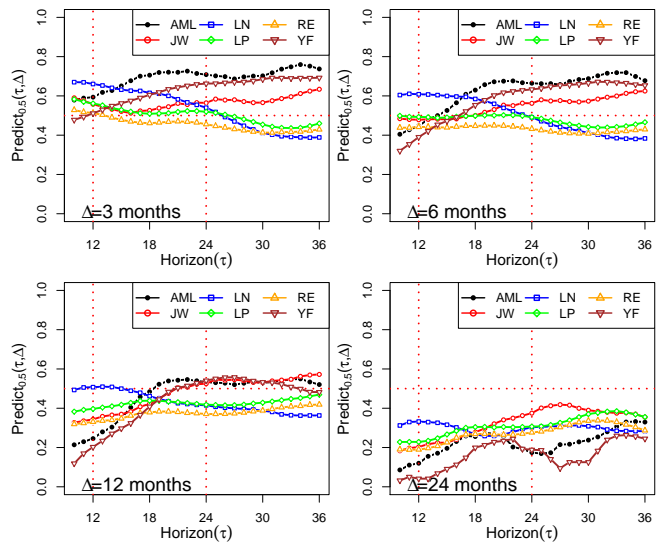 AML LN RE
JW LP YF
Predict0.5(τ,Δ)
0.0 0.2 0.4 0.6 0.8 1.0
Δ=3 months
12 18 24 30 36
Horizon(τ)
AML LN RE
JW LP YF
Predict0.5(τ,Δ)
0.0 0.2 0.4 0.6 0.8 1.0
Δ=6 months
12 18 24 30 36
Horizon(τ)
AML LN RE
JW LP YF
Predict0.5(τ,Δ)
0.0 0.2 0.4 0.6 0.8 1.0
Δ=12 months
12 18 24 30 36
Horizon(τ)
AML LN RE
JW LP YF
Predict0.5(τ,Δ)
0.0 0.2 0.4 0.6 0.8 1.0
Δ=24 months
12 18 24 30 36
Horizon(τ)